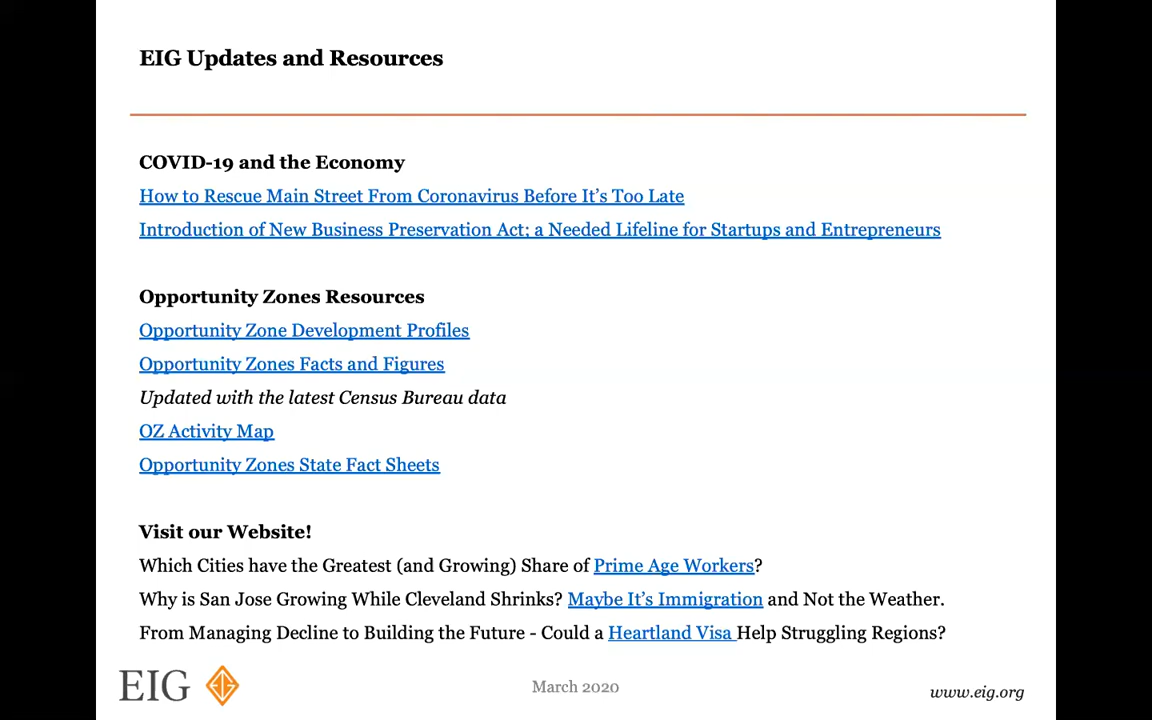 EIG Updates and Resources
COVID-19 and the Economy
How to Rescue Main Street From Coronavirus Before It’s Too Late
Introduction of New Business Preservation Act; a Needed Lifeline for Startups and Entrepreneurs
Opportunity Zones Resources
Opportunity Zone Development Profiles
Opportunity Zones Facts and Figures
Updated with the latest Census Bureau data
OZ Activity Map
Opportunity Zones State Fact Sheets
Visit our Website!
Which Cities have the Greatest (and Growing) Share of Prime Age Workers?
Why is San Jose Growing While Cleveland Shrinks? Maybe It’s Immigration and Not the Weather.
From Managing Decline to Building the Future - Could a Heartland Visa Help Struggling Regions?
EIG EIG March 2020 www.eig.org